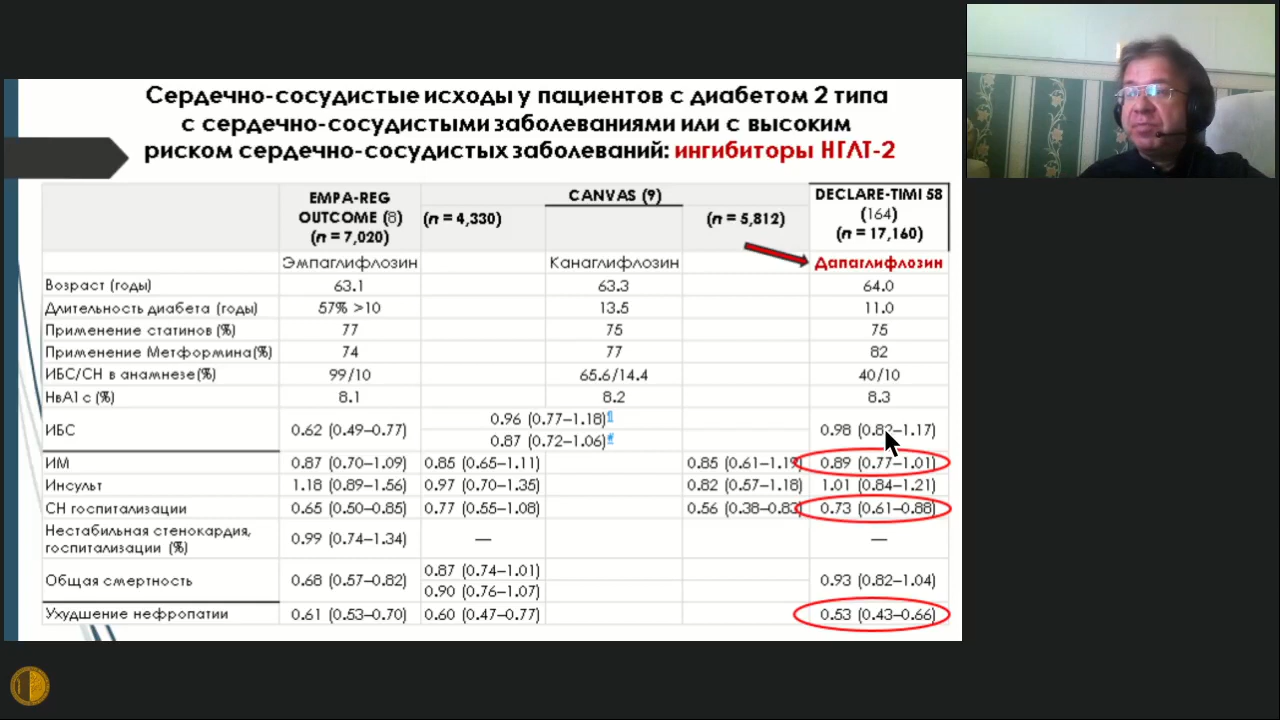 Сердечно-сосудистые исходы у пациентов с диабетом 2 типа
с сердечно-сосудистыми заболеваниями или с высоким
риском сердечно-сосудистых заболеваний: ингибиторы НГЛТ-2
EMPA-REG
OUTCOME (8)
(n = 7,020)
CANVAS (9)
(n = 4,330)
(n = 5,812)
DECLARE-TIMI 58
(164)
(n = 17,160)
Эмпаглифлозин Канаглифлозин Дапаглифлозин
Возраст (годы) 63.1 63.3 64.0
Длительность диабета (годы) 57% >10 13.5 11.0
Применение статинов (%) 77 75 75
Применение Метформина(%) 74 77 82
ИБС/СН в анамнезе(%) 99/10 65.6/14.4 40/10
НвА1с (%) 8.1 8.2 8.3
ИБС 0.62 (0.49–0.77) 0.96 (0.77–1.18)¶ 0.98 (0.82–1.17)
0.87 (0.72–1.06)#
ИМ 0.87 (0.70–1.09) 0.85 (0.65–1.11) 0.85 (0.61–1.19) 0.89 (0.77–1.01)
Инсульт 1.18 (0.89–1.56) 0.97 (0.70–1.35) 0.82 (0.57–1.18) 1.01 (0.84–1.21)
СН госпитализации 0.65 (0.50–0.85) 0.77 (0.55–1.08) 0.56 (0.38–0.83) 0.73 (0.61–0.88)
Нестабильная стенокардия,
госпитализации (%) 0.99 (0.74–1.34) — —
Общая смертность 0.68 (0.57–0.82) 0.87 (0.74–1.01) 0.93 (0.82–1.04)
0.90 (0.76–1.07)
Ухудшение нефропатии 0.61 (0.53–0.70) 0.60 (0.47–0.77) 0.53 (0.43–0.66)